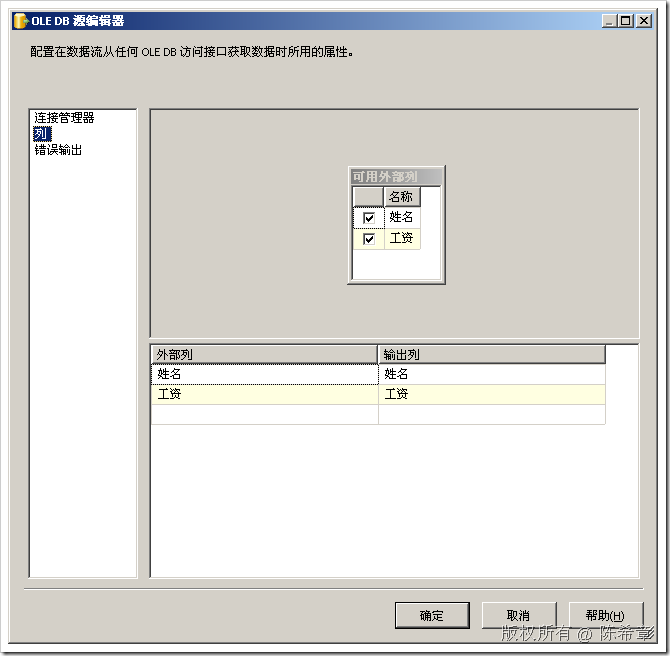 OLE DB 源编辑器
配置在数据流从任何 OLE DB 访问接口获取数据时所用的属性。
连接管理器
列
错误输出
可用外部列
名称
姓名
工资
外部列 输出列
姓名 姓名
工资 工资
确定 取消 帮助(H)
版权所有 @ 陈希章